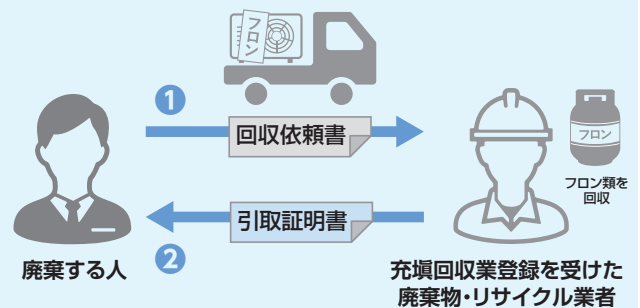 フロン
❶
回収依頼書
フロン
フロン類を
回収
引取証明書
❷
廃棄する人
充塡回収業登録を受けた
廃棄物・リサイクル業者